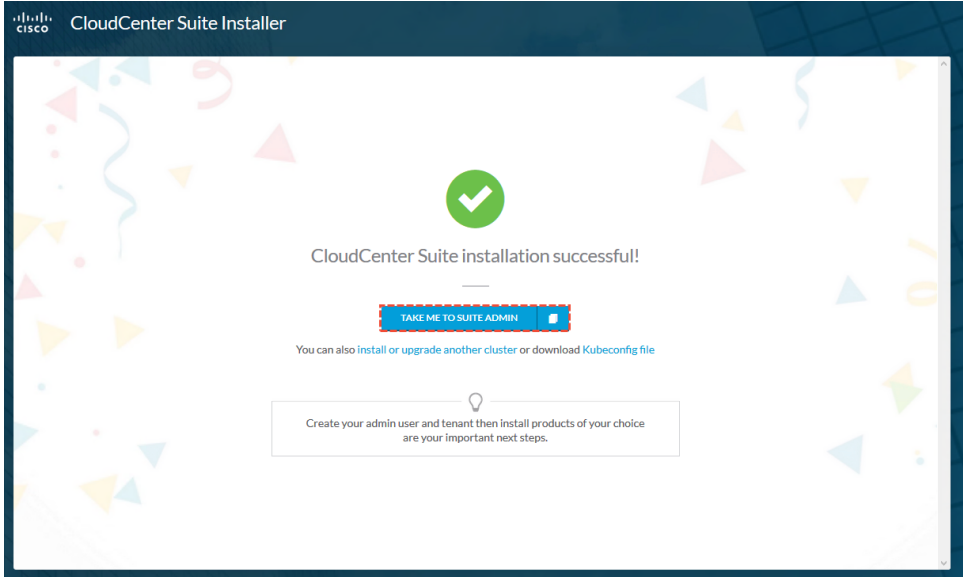 CISCO
CloudCenter Suite Installer
CloudCenter Suite installation successful!
TAKE ME TO SUITE ADMIN
You can also install or upgrade another cluster or download Kubeconfig file
Create your admin user and tenant then install products of your choice
are your important next steps.